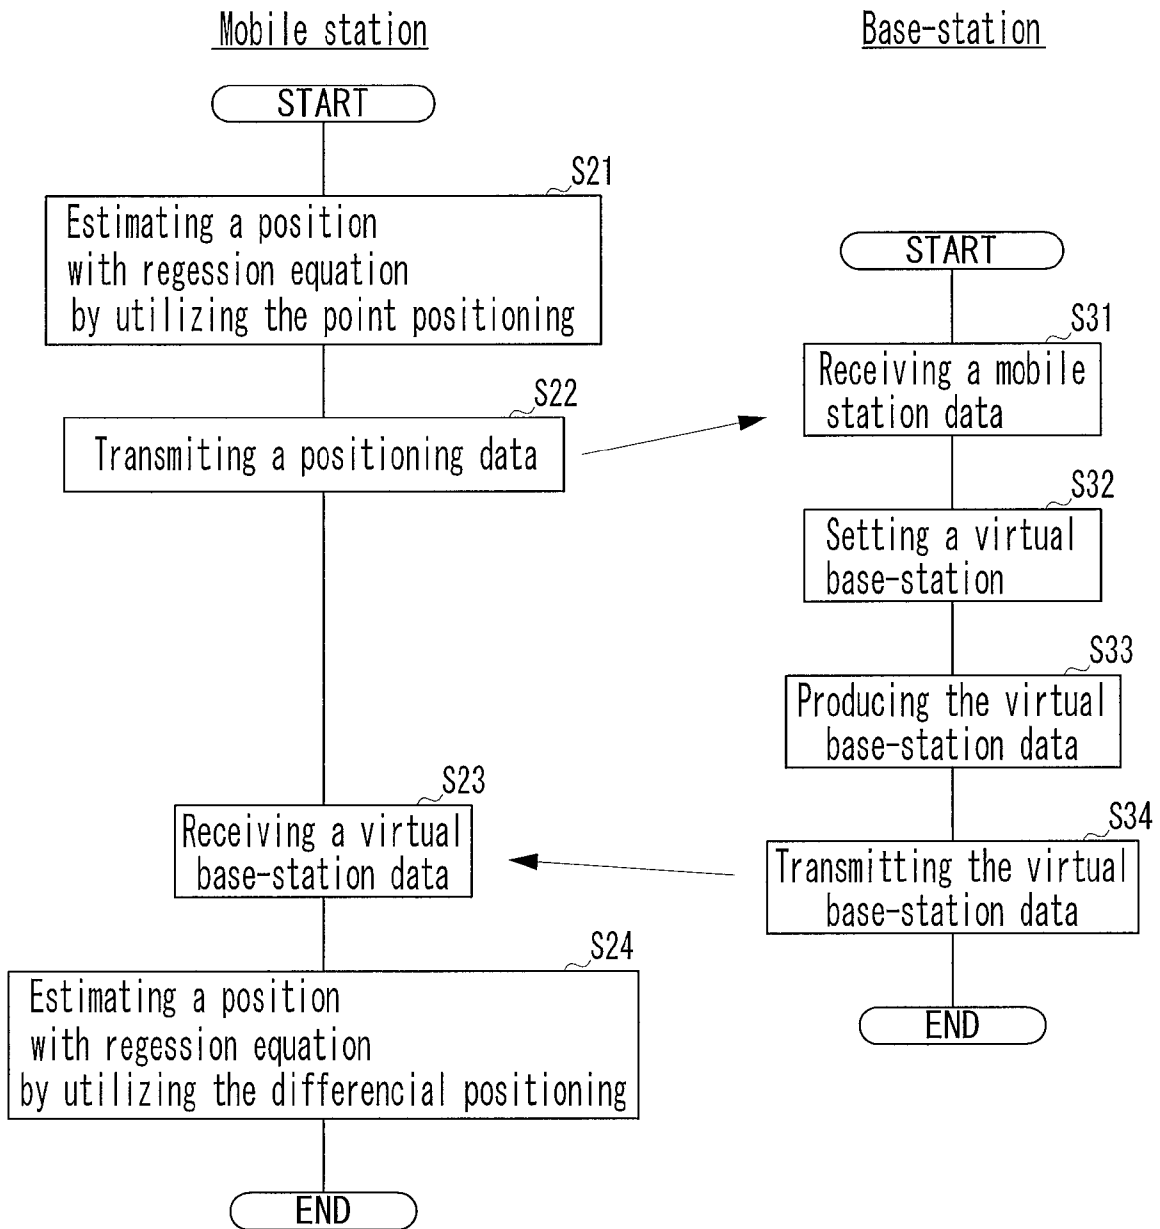 Mobile station
START
S21
Estimating a position
with regession equation
by utilizing the point positioning
S22
Transmiting a positioning data
S23
Receiving a virtual
base-station data
S24
Estimating a position
with regession equation
by utilizing the differencial positioning
END
Base-station
START
S31
Receiving a mobile
station data
S32
Setting a virtual
base-station
S33
Producing the virtual
base-station data
S34
Transmitting the virtual
base-station data
END